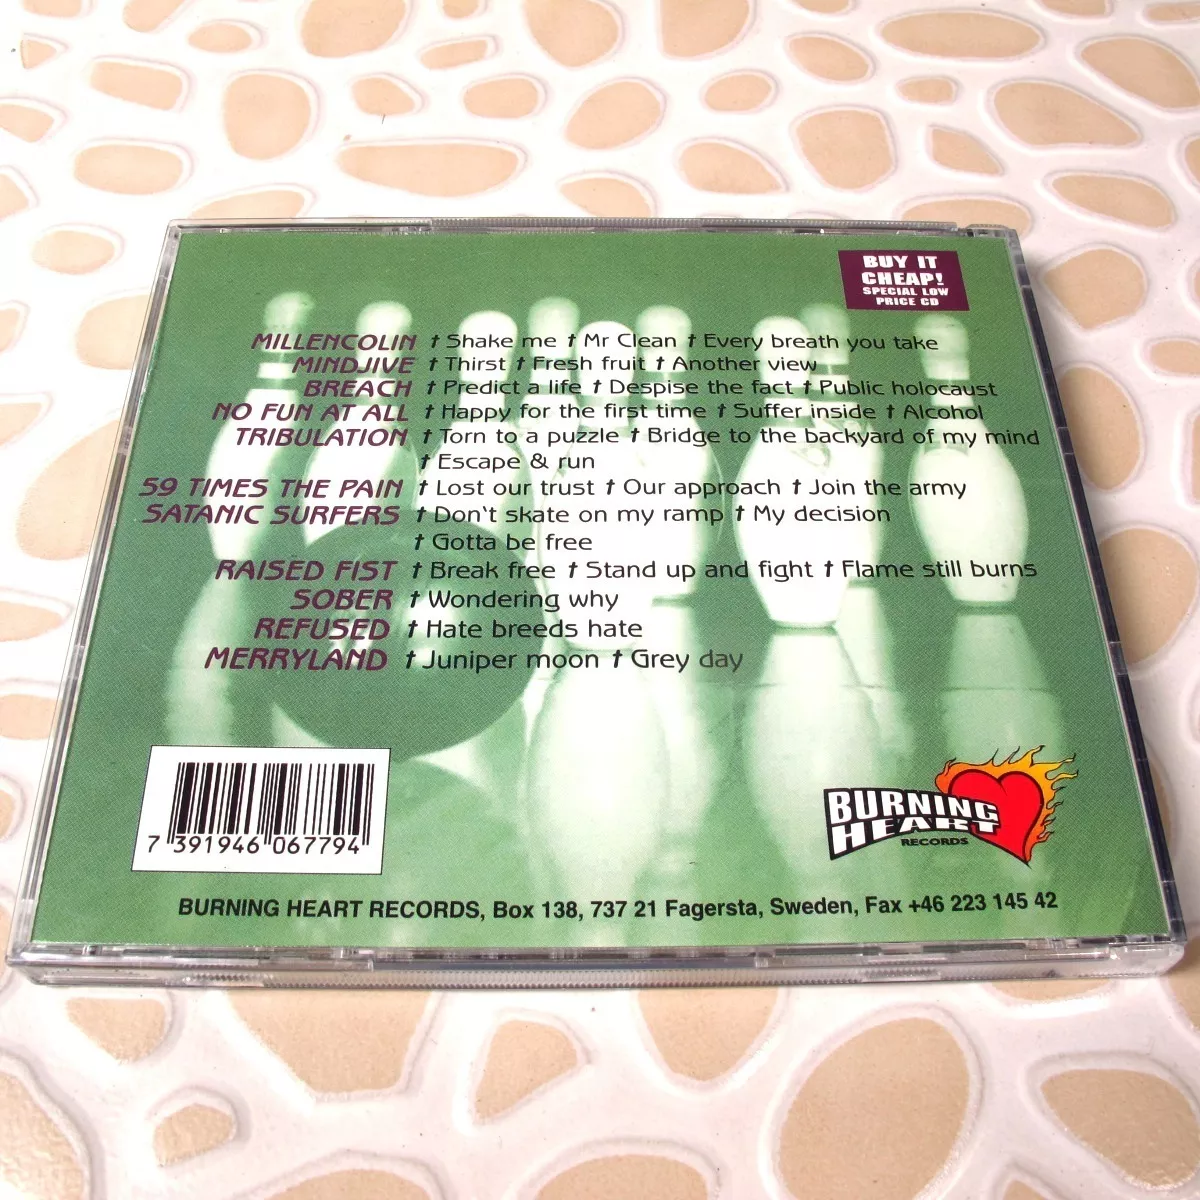 BUY IT
CHEAP!
SPECIAL LOW
PRICE CD
MILLENCOLIN † Shake me † Mr Clean † Every breath you take
MINDJIVE † Thirst † Fresh fruit † Another view
BREACH † Predict a life † Despise the fact † Public holocaust
NO FUN AT ALL † Happy for the first time † Suffer inside † Alcohol
TRIBULATION † Torn to a puzzle † Bridge to the backyard of my mind
† Escape & run
59 TIMES THE PAIN † Lost our trust † Our approach † Join the army
SATANIC SURFERS † Don't skate on my ramp † My decision
† Gotta be free
RAISED FIST † Break free † Stand up and fight † Flame still burns
SOBER † Wondering why
REFUSED † Hate breeds hate
MERRYLAND † Juniper moon † Grey day
7 391946 067794
BURNING
HEART
RECORDS
BURNING HEART RECORDS, Box 138, 737 21 Fagersta, Sweden, Fax +46 223 145 42